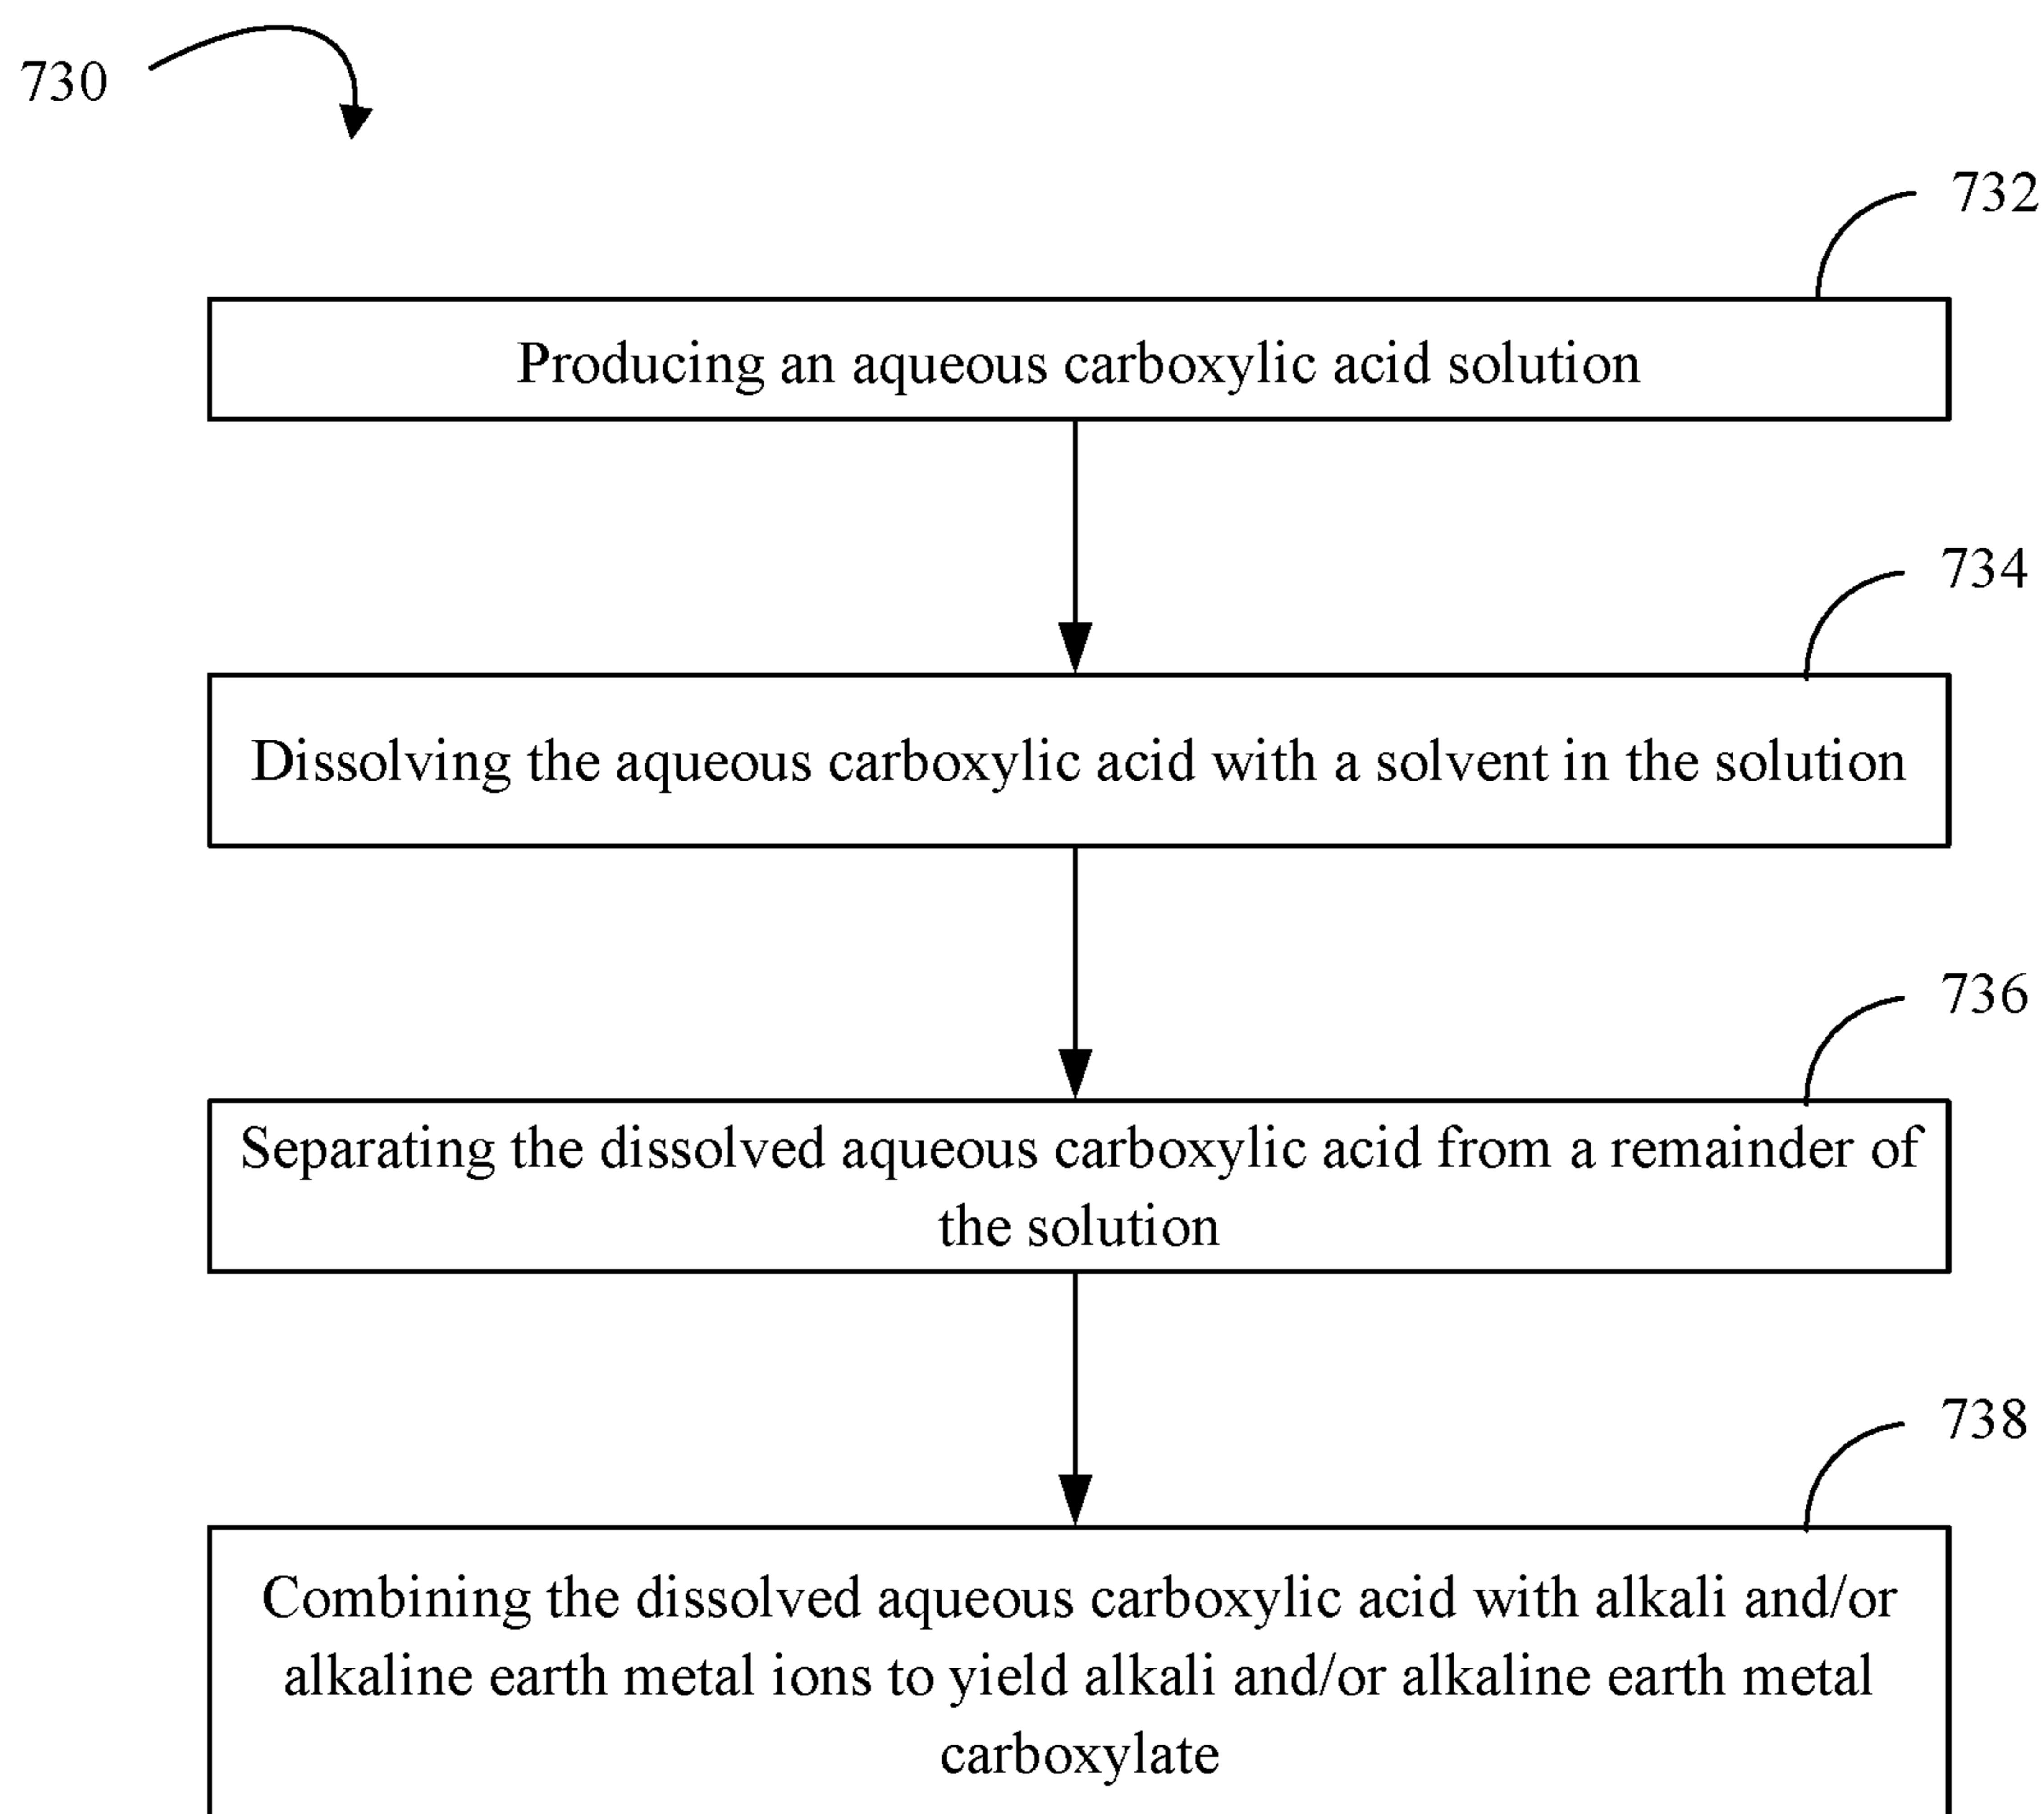 730
732
Producing an aqueous carboxylic acid solution
734
Dissolving the aqueous carboxylic acid with a solvent in the solution
736
Separating the dissolved aqueous carboxylic acid from a remainder of
the solution
738
Combining the dissolved aqueous carboxylic acid with alkali and/or
alkaline earth metal ions to yield alkali and/or alkaline earth metal
carboxylate